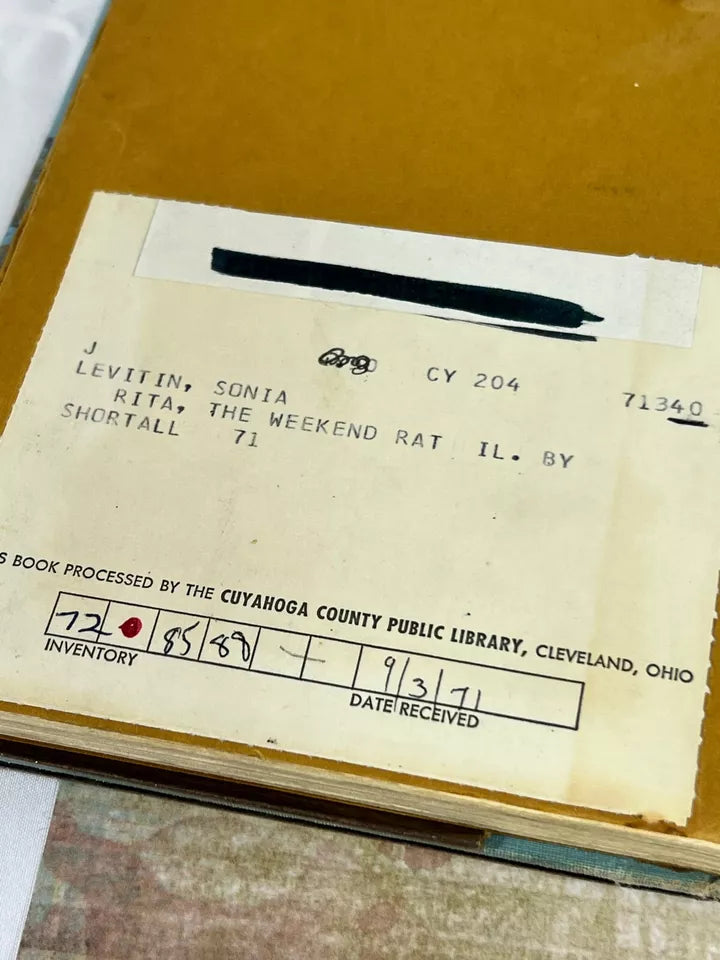 J CY 204 71340
LEVITIN, SONIA
RITA, THE WEEKEND RAT IL. BY
SHORTALL 71
S BOOK PROCESSED BY THE CUYAHOGA COUNTY PUBLIC LIBRARY, CLEVELAND, OHIO
72 85 88 9/3/71
INVENTORY DATE RECEIVED